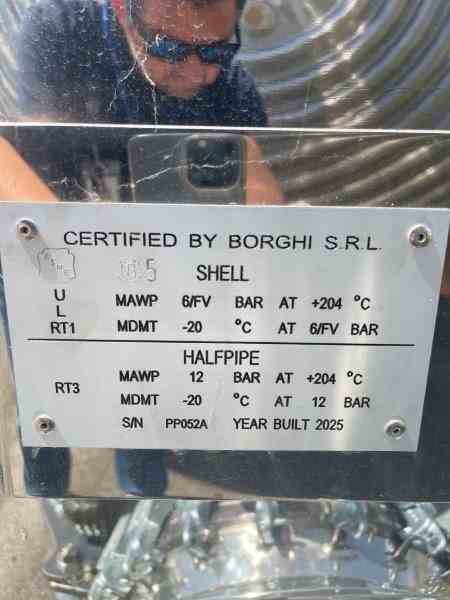 CERTIFIED BY BORGHI S.R.L.
SHELL
U
L
RT1
MAWP 6/FV BAR AT +204 °C
MDMT -20 °C AT 6/FV BAR
HALFPIPE
RT3
MAWP 12 BAR AT +204 °C
MDMT -20 °C AT 12 BAR
S/N PP052A YEAR BUILT 2025